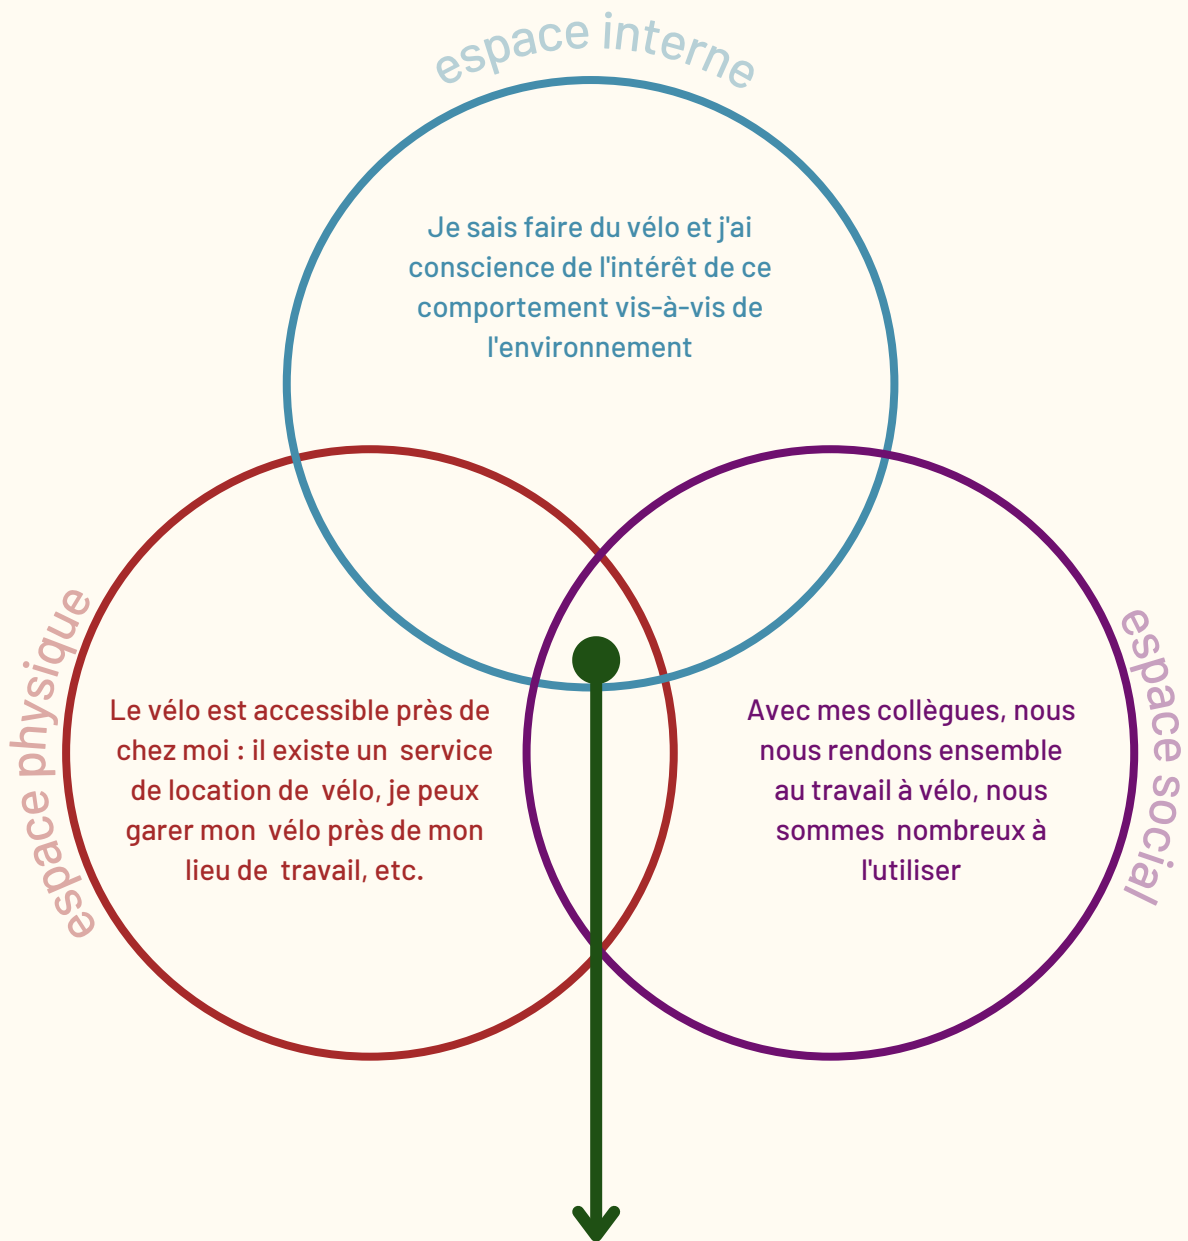 espace interne
Je sais faire du vélo et j'ai
conscience de l'intérêt de ce
comportement vis-à-vis de
l'environnement
espace physique
Le vélo est accessible près de
chez moi : il existe un service
de location de vélo, je peux
garer mon vélo près de mon
lieu de travail, etc.
espace social
Avec mes collègues, nous
nous rendons ensemble
au travail à vélo, nous
sommes nombreux à
l'utiliser